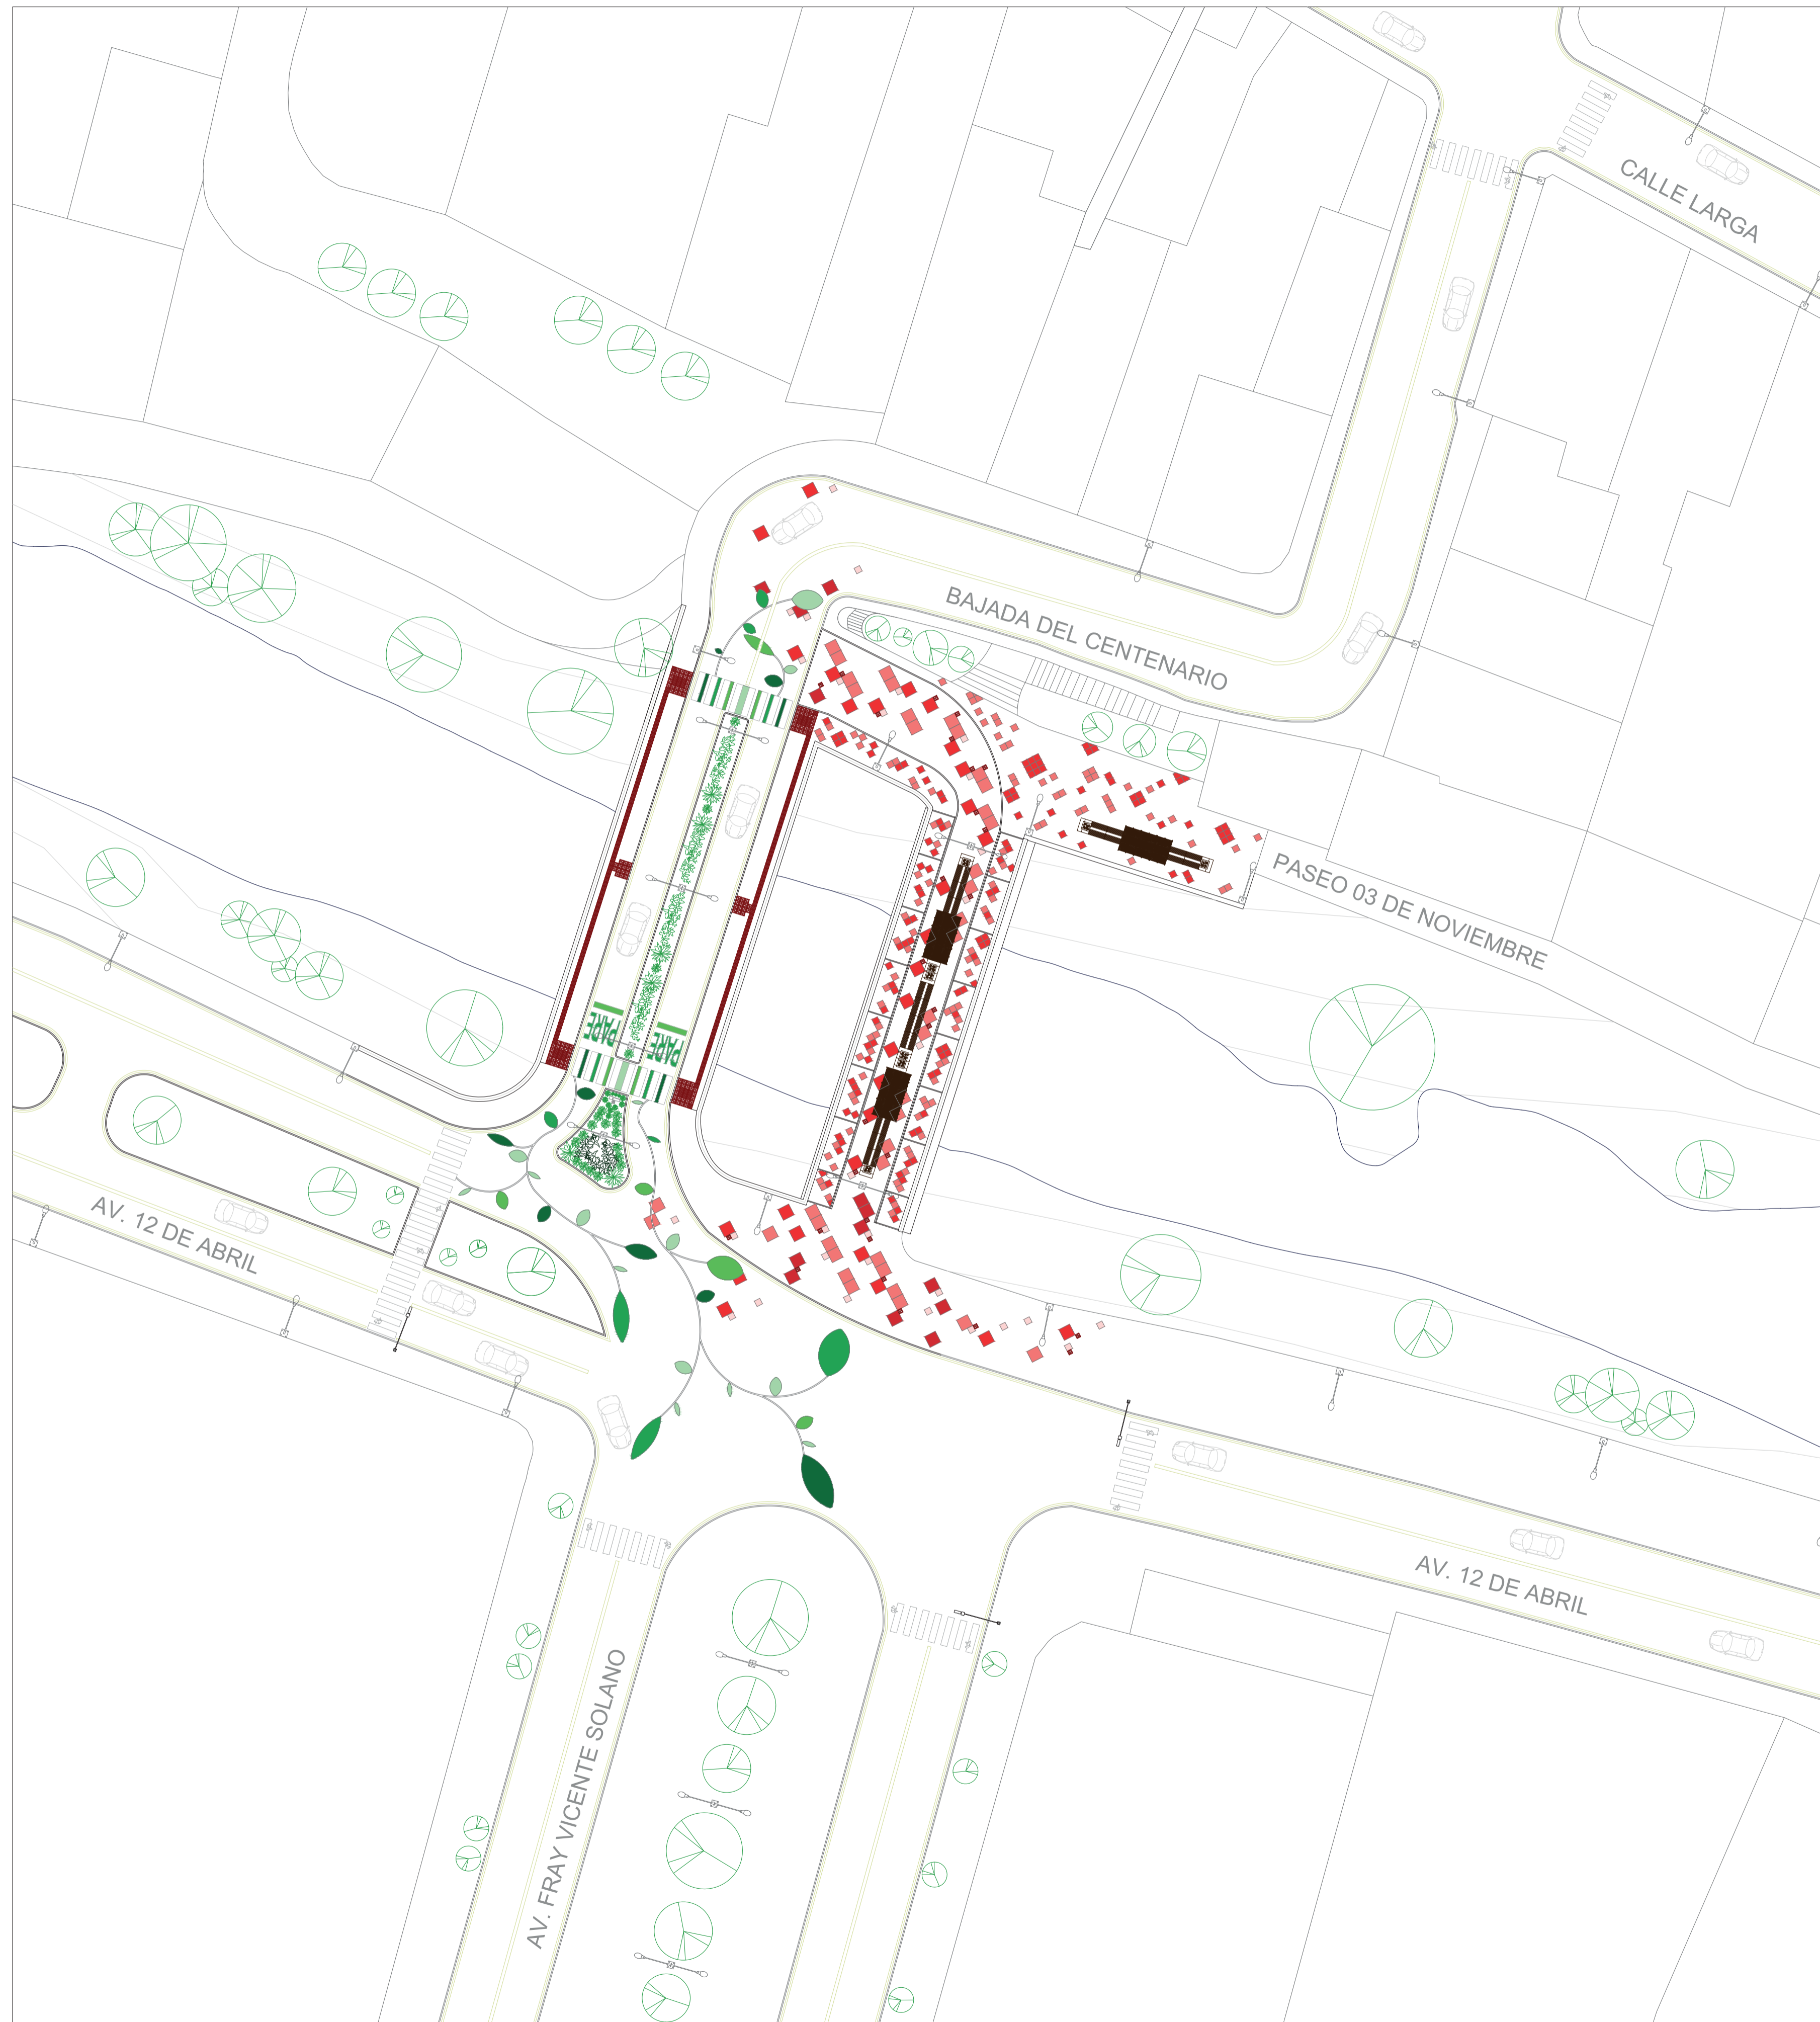 CALLE LARGA
BAJADA DEL CENTENARIO
PASEO 03 DE NOVIEMBRE
PARE
PARE
AV. 12 DE ABRIL
AV. 12 DE ABRIL
AV. FRAY VICENTE SOLANO